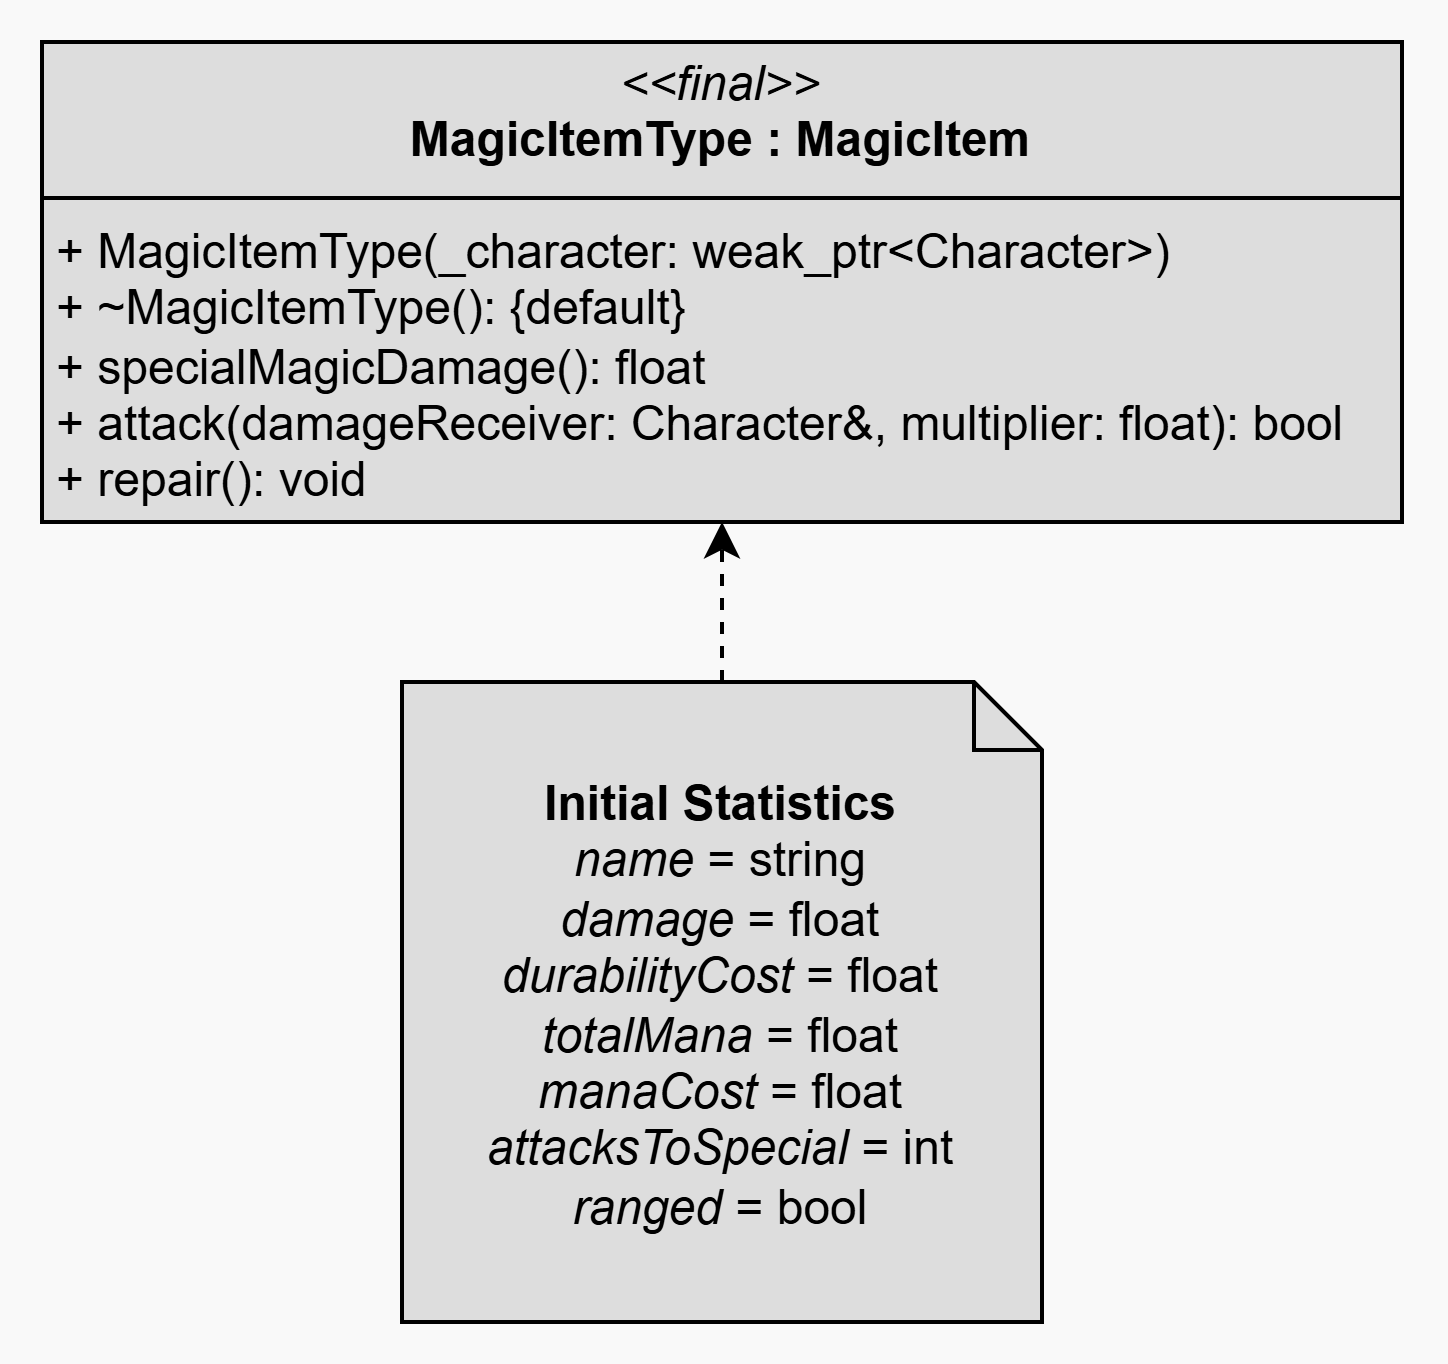 <<final>>
MagicItemType : MagicItem
+ MagicItemType(_character: weak_ptr<Character>)
+ ~MagicItemType(): {default}
+ specialMagicDamage(): float
+ attack(damageReceiver: Character&, multiplier: float): bool
+ repair(): void
Initial Statistics
name = string
damage = float
durabilityCost = float
totalMana = float
manaCost = float
attacksToSpecial = int
ranged = bool